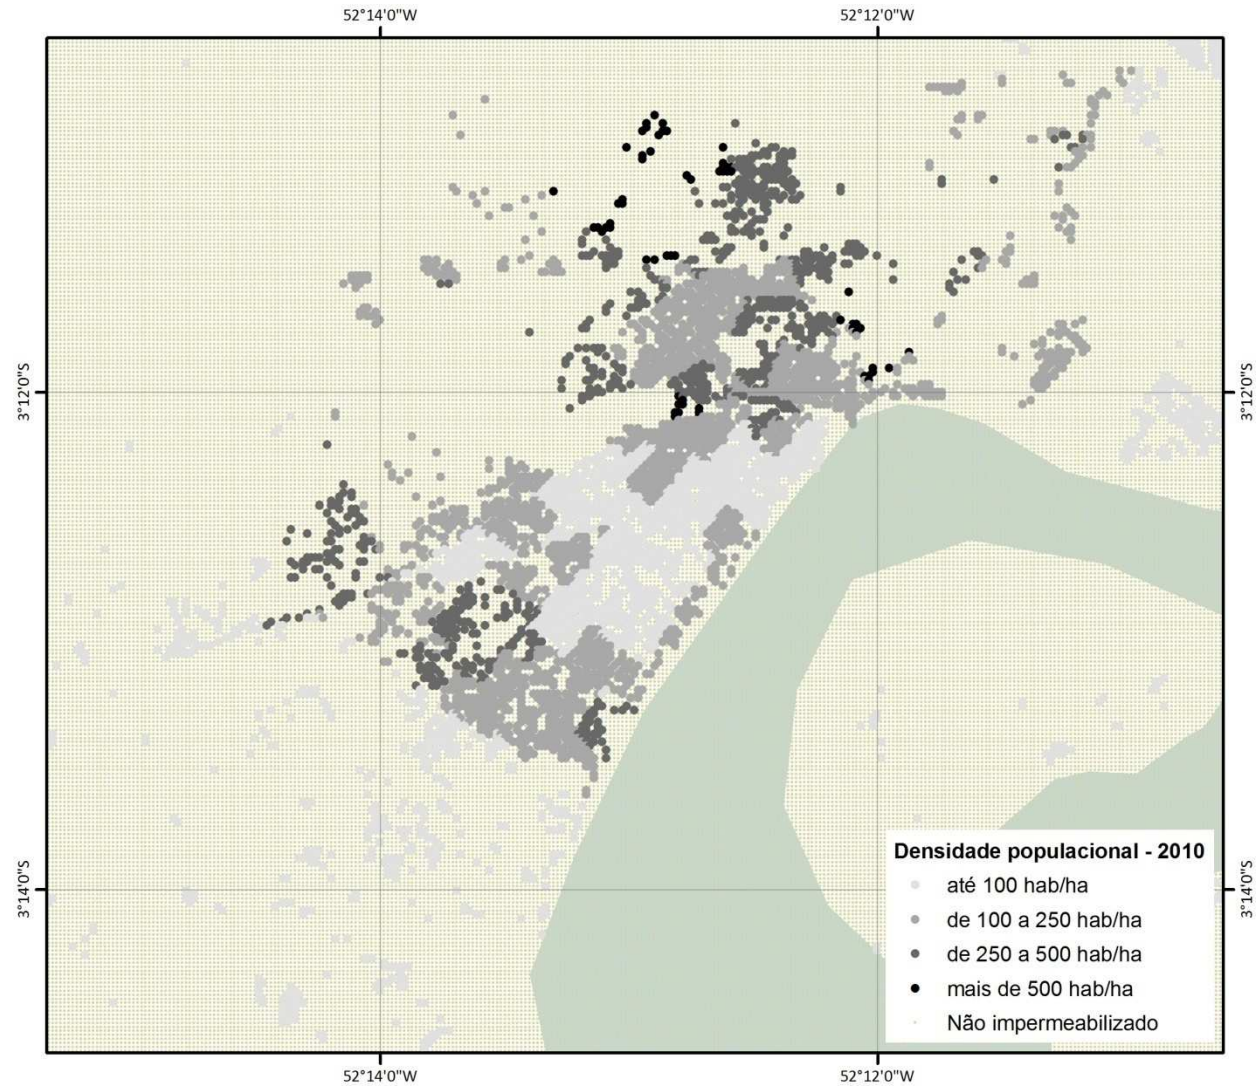 52°14'0"W
52°12'0"W
3°12'0"S
3°12'0"S
3°14'0"S
3°14'0"S
Densidade populacional - 2010
até 100 hab/ha
de 100 a 250 hab/ha
de 250 a 500 hab/ha
mais de 500 hab/ha
Não impermeabilizado
52°14'0"W
52°12'0"W